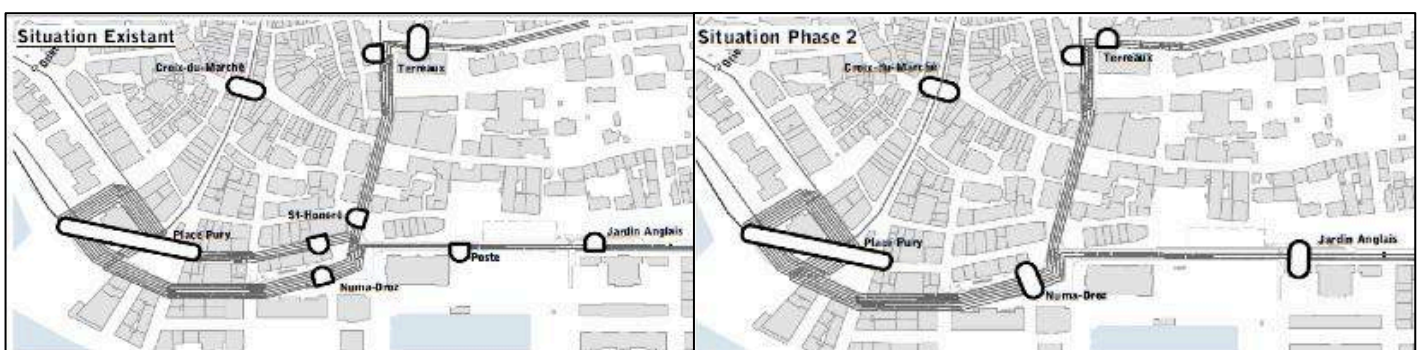 Situation Existant
Croix-du-Marché
Terreaux
St-Honoré
Place Pury
Poste
Jardin Anglais
Numa-Droz
Situation Phase 2
Croix-du-Marché
Terreaux
Place Pury
Jardin Anglais
Numa-Droz